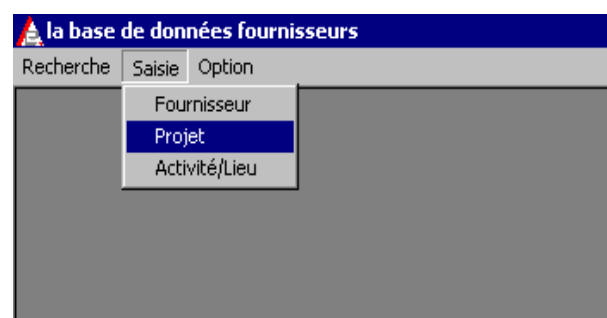 la base de données fournisseurs
Recherche Saisie Option
Fournisseur
Projet
Activité/Lieu